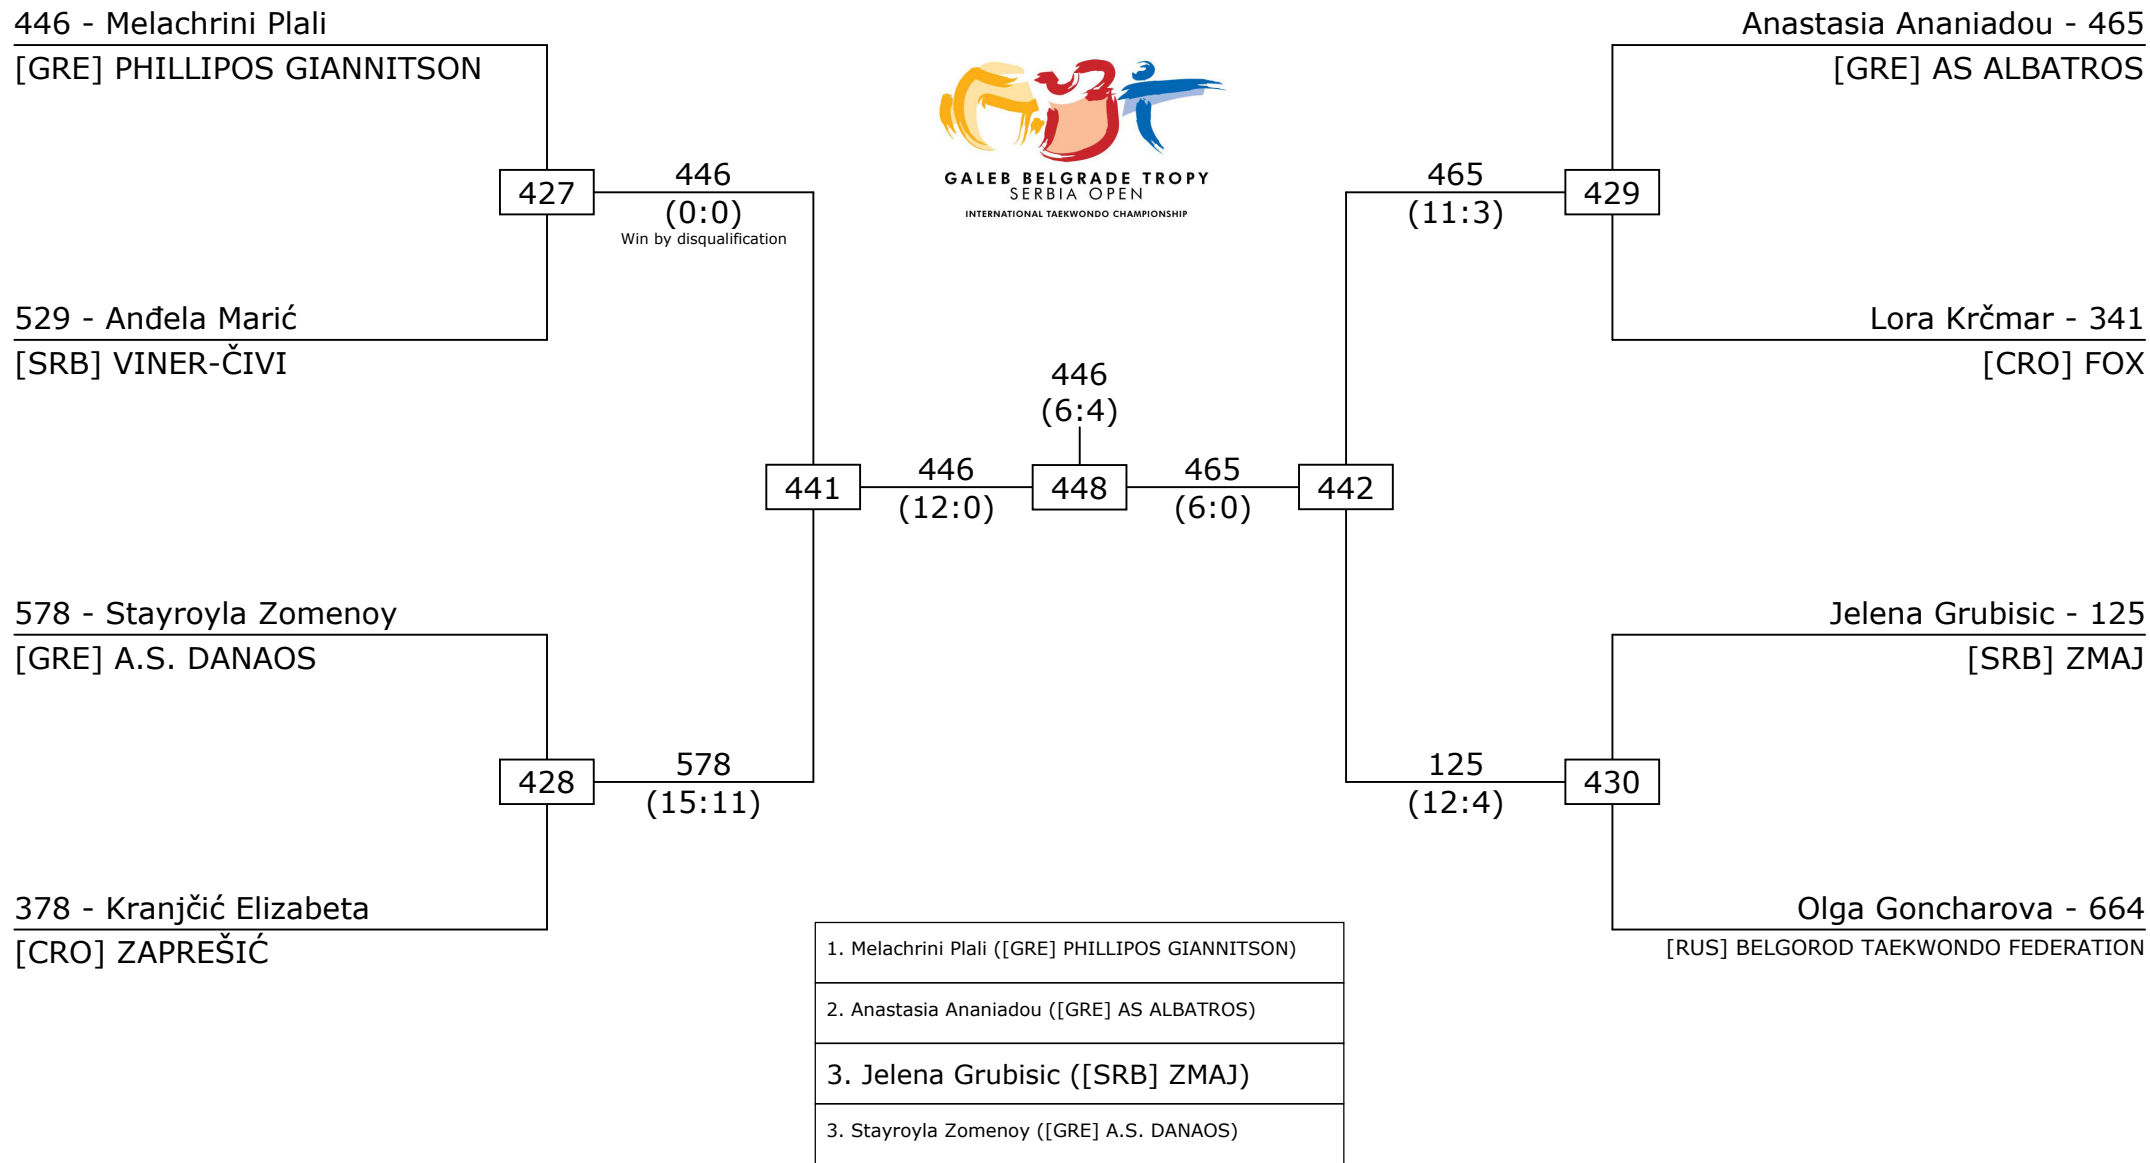 446 - Melachrini Plali
[GRE] PHILLIPOS GIANNITSON
Anastasia Ananiadou - 465
[GRE] AS ALBATROS
GALEB BELGRADE TROPY
SERBIA OPEN
INTERNATIONAL TAEKWONDO CHAMPIONSHIP
427
446
(0:0)
Win by disqualification
465
(11:3)
429
529 - Anđela Marić
[SRB] VINER-ČIVI
Lora Krčmar - 341
[CRO] FOX
446
(6:4)
441
446
(12:0)
448
465
(6:0)
442
578 - Stayroyla Zomenoy
[GRE] A.S. DANAOS
Jelena Grubisic - 125
[SRB] ZMAJ
428
578
(15:11)
125
(12:4)
430
378 - Kranjčić Elizabeta
[CRO] ZAPREŠIĆ
Olga Goncharova - 664
[RUS] BELGOROD TAEKWONDO FEDERATION
1. Melachrini Plali ([GRE] PHILLIPOS GIANNITSON)
2. Anastasia Ananiadou ([GRE] AS ALBATROS)
3. Jelena Grubisic ([SRB] ZMAJ)
3. Stayroyla Zomenoy ([GRE] A.S. DANAOS)